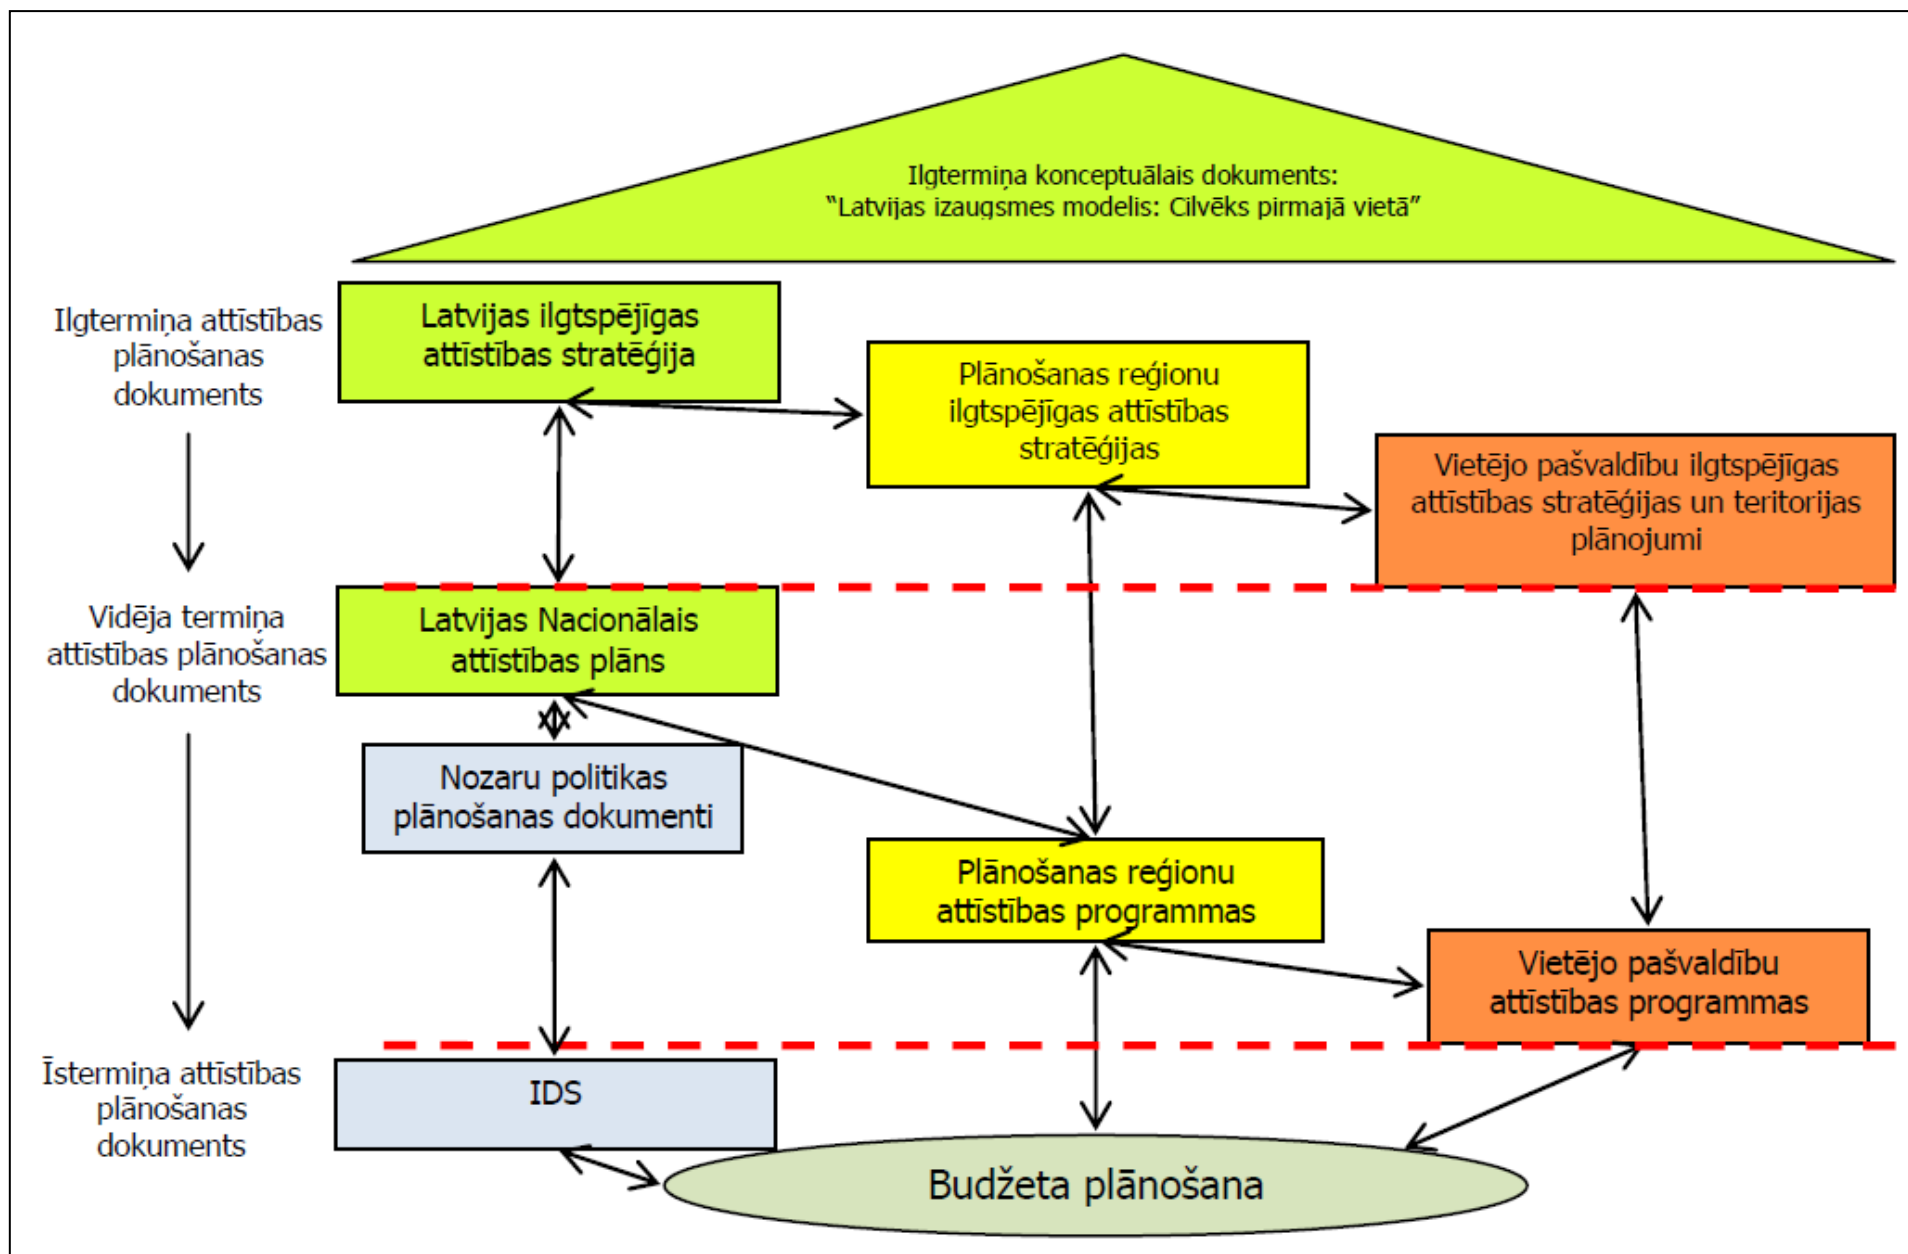 Ilgtermiņa konceptuālais dokuments:
“Latvijas izaugsmes modelis: Cilvēks pirmajā vietā”
Ilgtermiņa attīstības
plānošanas
dokuments
Latvijas ilgtspējīgas
attīstības stratēģija
Plānošanas reģionu
ilgtspējīgas attīstības
stratēģijas
Vietējo pašvaldību ilgtspējīgas
attīstības stratēģijas un teritorijas
plānojumi
Vidēja termiņa
attīstības plānošanas
dokuments
Latvijas Nacionālais
attīstības plāns
Nozaru politikas
plānošanas dokumenti
Plānošanas reģionu
attīstības programmas
Vietējo pašvaldību
attīstības programmas
Īstermiņa attīstības
plānošanas
dokuments
IDS
Budžeta plānošana